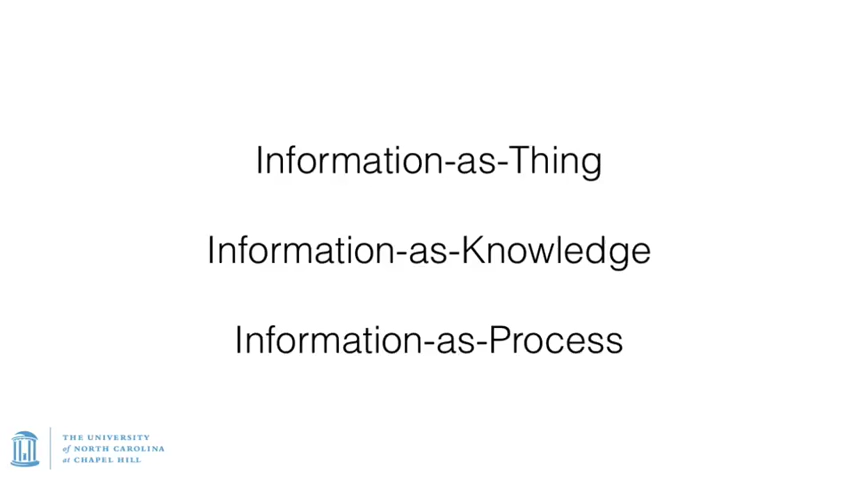 Information-as-Thing
Information-as-Knowledge
Information-as-Process
THE UNIVERSITY
of NORTH CAROLINA
at CHAPEL HILL